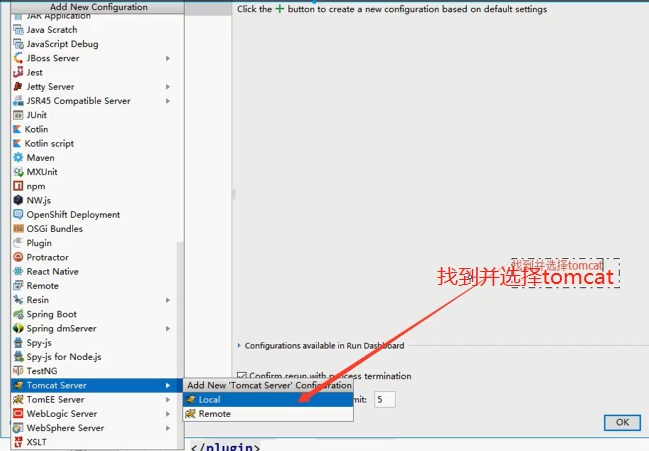 Add New Configuration
JAR Application
Java Scratch
JavaScript Debug
JBoss Server
Jest
Jetty Server
JSR45 Compatible Server
JUnit
Kotlin
Kotlin script
Maven
MXUnit
npm
NW.js
OpenShift Deployment
OSGi Bundles
Plugin
Protractor
React Native
Remote
Resin
Spring Boot
Spring dmServer
Spy-js
Spy-js for Node.js
TestNG
Tomcat Server
TomEE Server
WebLogic Server
WebSphere Server
XSLT
Click the + button to create a new configuration based on default settings
找到并选择tomcat
找到并选择tomcat
Configurations available in Run Dashboard
Confirm rerun with process termination
Add New 'Tomcat Server' Configuration
Local
Remote
mit: 5
OK
</plugin>